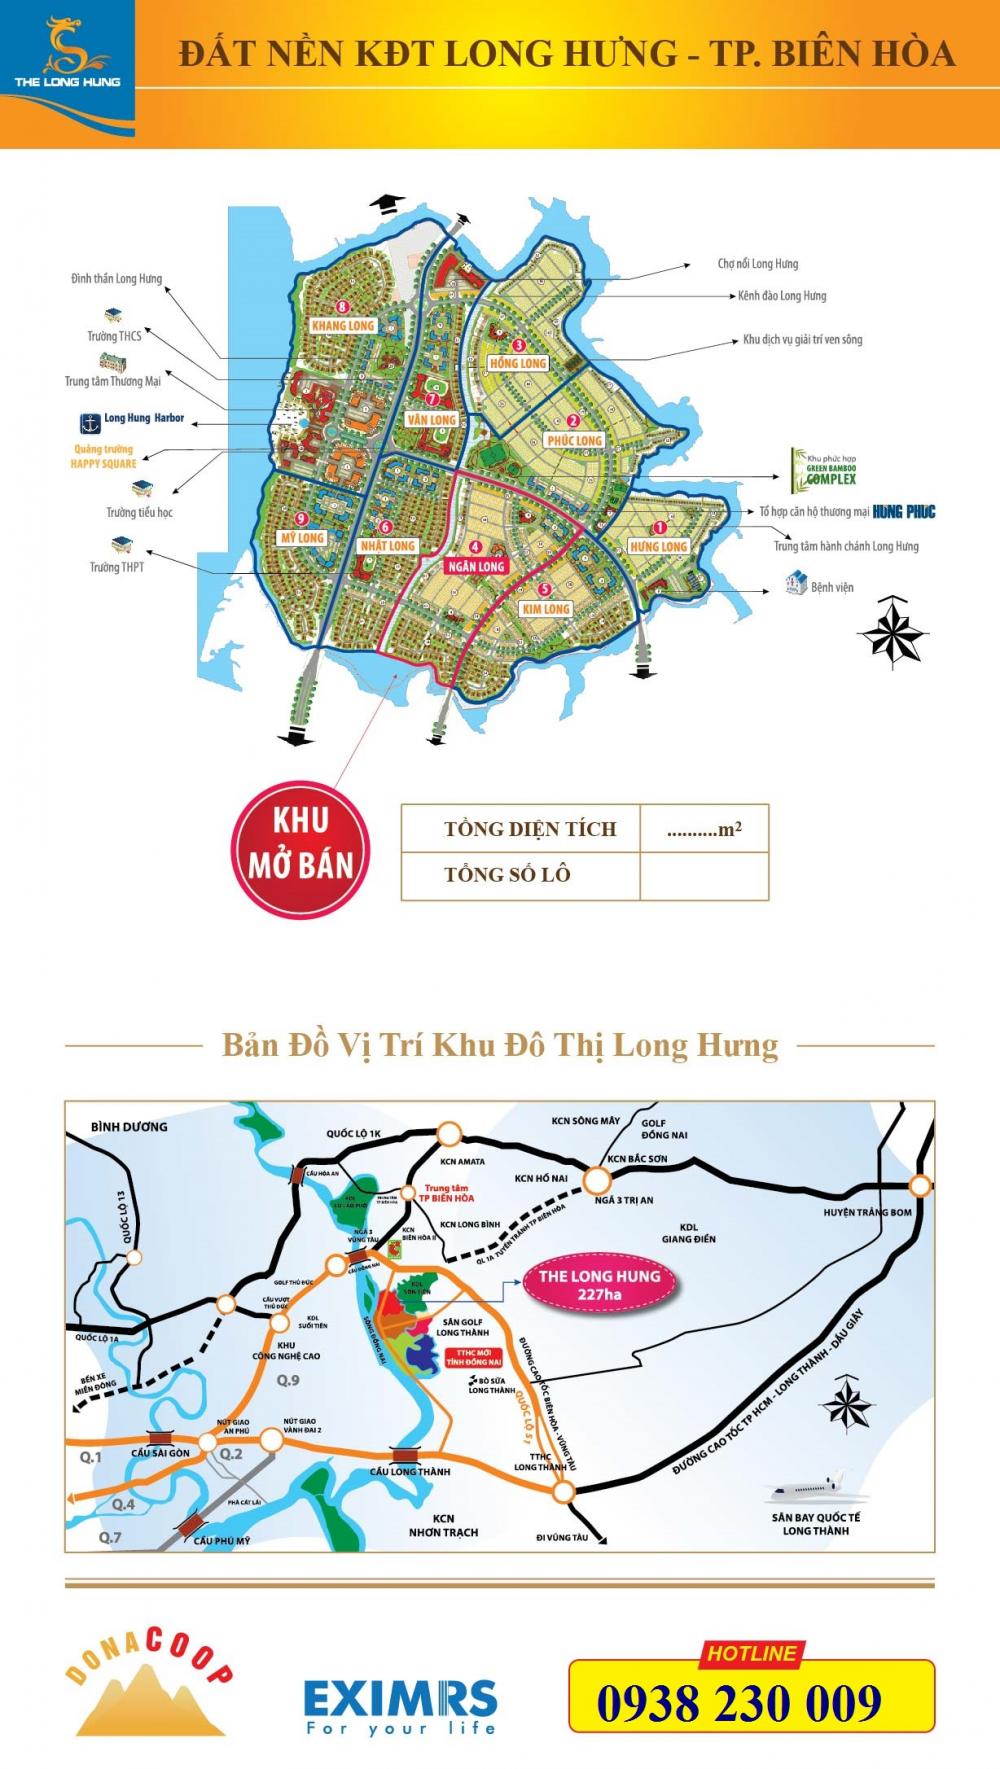 THE LONG HUNG
ĐẤT NỀN KĐT LONG HƯNG - TP. BIÊN HÒA
Đình thần Long Hưng
Trường THCS
Trung tâm Thương Mại
Long Hung Harbor
Quảng trường
HAPPY SQUARE
Trường tiểu học
Trường THPT
8
KHANG LONG
3
HỒNG LONG
7
VÂN LONG
2
PHÚC LONG
9
MỸ LONG
6
NHẬT LONG
4
NGÂN LONG
1
HƯNG LONG
5
KIM LONG
Chợ nổi Long Hưng
Kênh đào Long Hưng
Khu dịch vụ giải trí ven sông
Khu phức hợp
GREEN BAMBOO
COMPLEX
Tổ hợp căn hộ thương mại HƯNG PHÚC
Trung tâm hành chánh Long Hưng
Bệnh viện
KHU
MỞ BÁN
TỔNG DIỆN TÍCH ..........m²
TỔNG SỐ LÔ
Bản Đồ Vị Trí Khu Đô Thị Long Hưng
BÌNH DƯƠNG
QUỐC LỘ 1K
KCN SÔNG MÂY
GOLF
ĐỒNG NAI
KCN AMATA
KCN BẮC SƠN
CẦU HÓA AN
KCN HỐ NAI
Trung tâm
TP BIÊN HÒA
NGÃ 3 TRỊ AN
HUYỆN TRẢNG BOM
QUỐC LỘ 13
KCN LONG BÌNH
QL 1A TUYẾN TRÁNH TP BIÊN HÒA
KDL
GIANG ĐIỀN
NGÃ 3
VŨNG TÀU
KCN
BIÊN HÒA II
CẦU ĐỒNG NAI
GOLF THỦ ĐỨC
THE LONG HUNG
227ha
CẦU VƯỢT
THỦ ĐỨC
KDL
SƠN TIÊN
KDL
SUỐI TIÊN
SÂN GOLF
LONG THÀNH
QUỐC LỘ 1A
KHU
CÔNG NGHỆ CAO
SÔNG ĐỒNG NAI
TTHC MỚI
TỈNH ĐỒNG NAI
BẾN XE
MIỀN ĐÔNG
Q.9
BÒ SỮA
LONG THÀNH
ĐƯỜNG CAO TỐC BIÊN HÒA - VŨNG TÀU
QUỐC LỘ 51
ĐƯỜNG CAO TỐC TP HCM - LONG THÀNH - DẦU GIÂY
NÚT GIAO
AN PHÚ
NÚT GIAO
VÀNH ĐAI 2
Q.1
CẦU SÀI GÒN
Q.2
CẦU LONG THÀNH
TTHC
LONG THÀNH
Q.4
PHÀ CÁT LÁI
Q.7
CẦU PHÚ MỸ
KCN
NHƠN TRẠCH
ĐI VŨNG TÀU
SÂN BAY QUỐC TẾ
LONG THÀNH
DONACOOP
EXIMRS
For your life
HOTLINE
0938 230 009